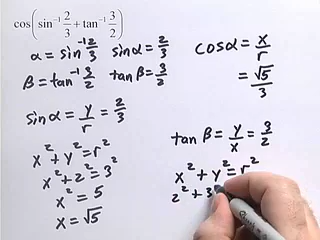 cos(sin⁻¹ 2/3 + tan⁻¹ 3/2)
α = sin⁻¹ 2/3 sin α = 2/3
β = tan⁻¹ 3/2 tan β = 3/2
sin α = y/r = 2/3
x² + y² = r²
x² + 2² = 3²
x² = 5
x = √5
cos α = x/r
= √5/3
tan β = y/x = 3/2
x² + y² = r²
2² + 3